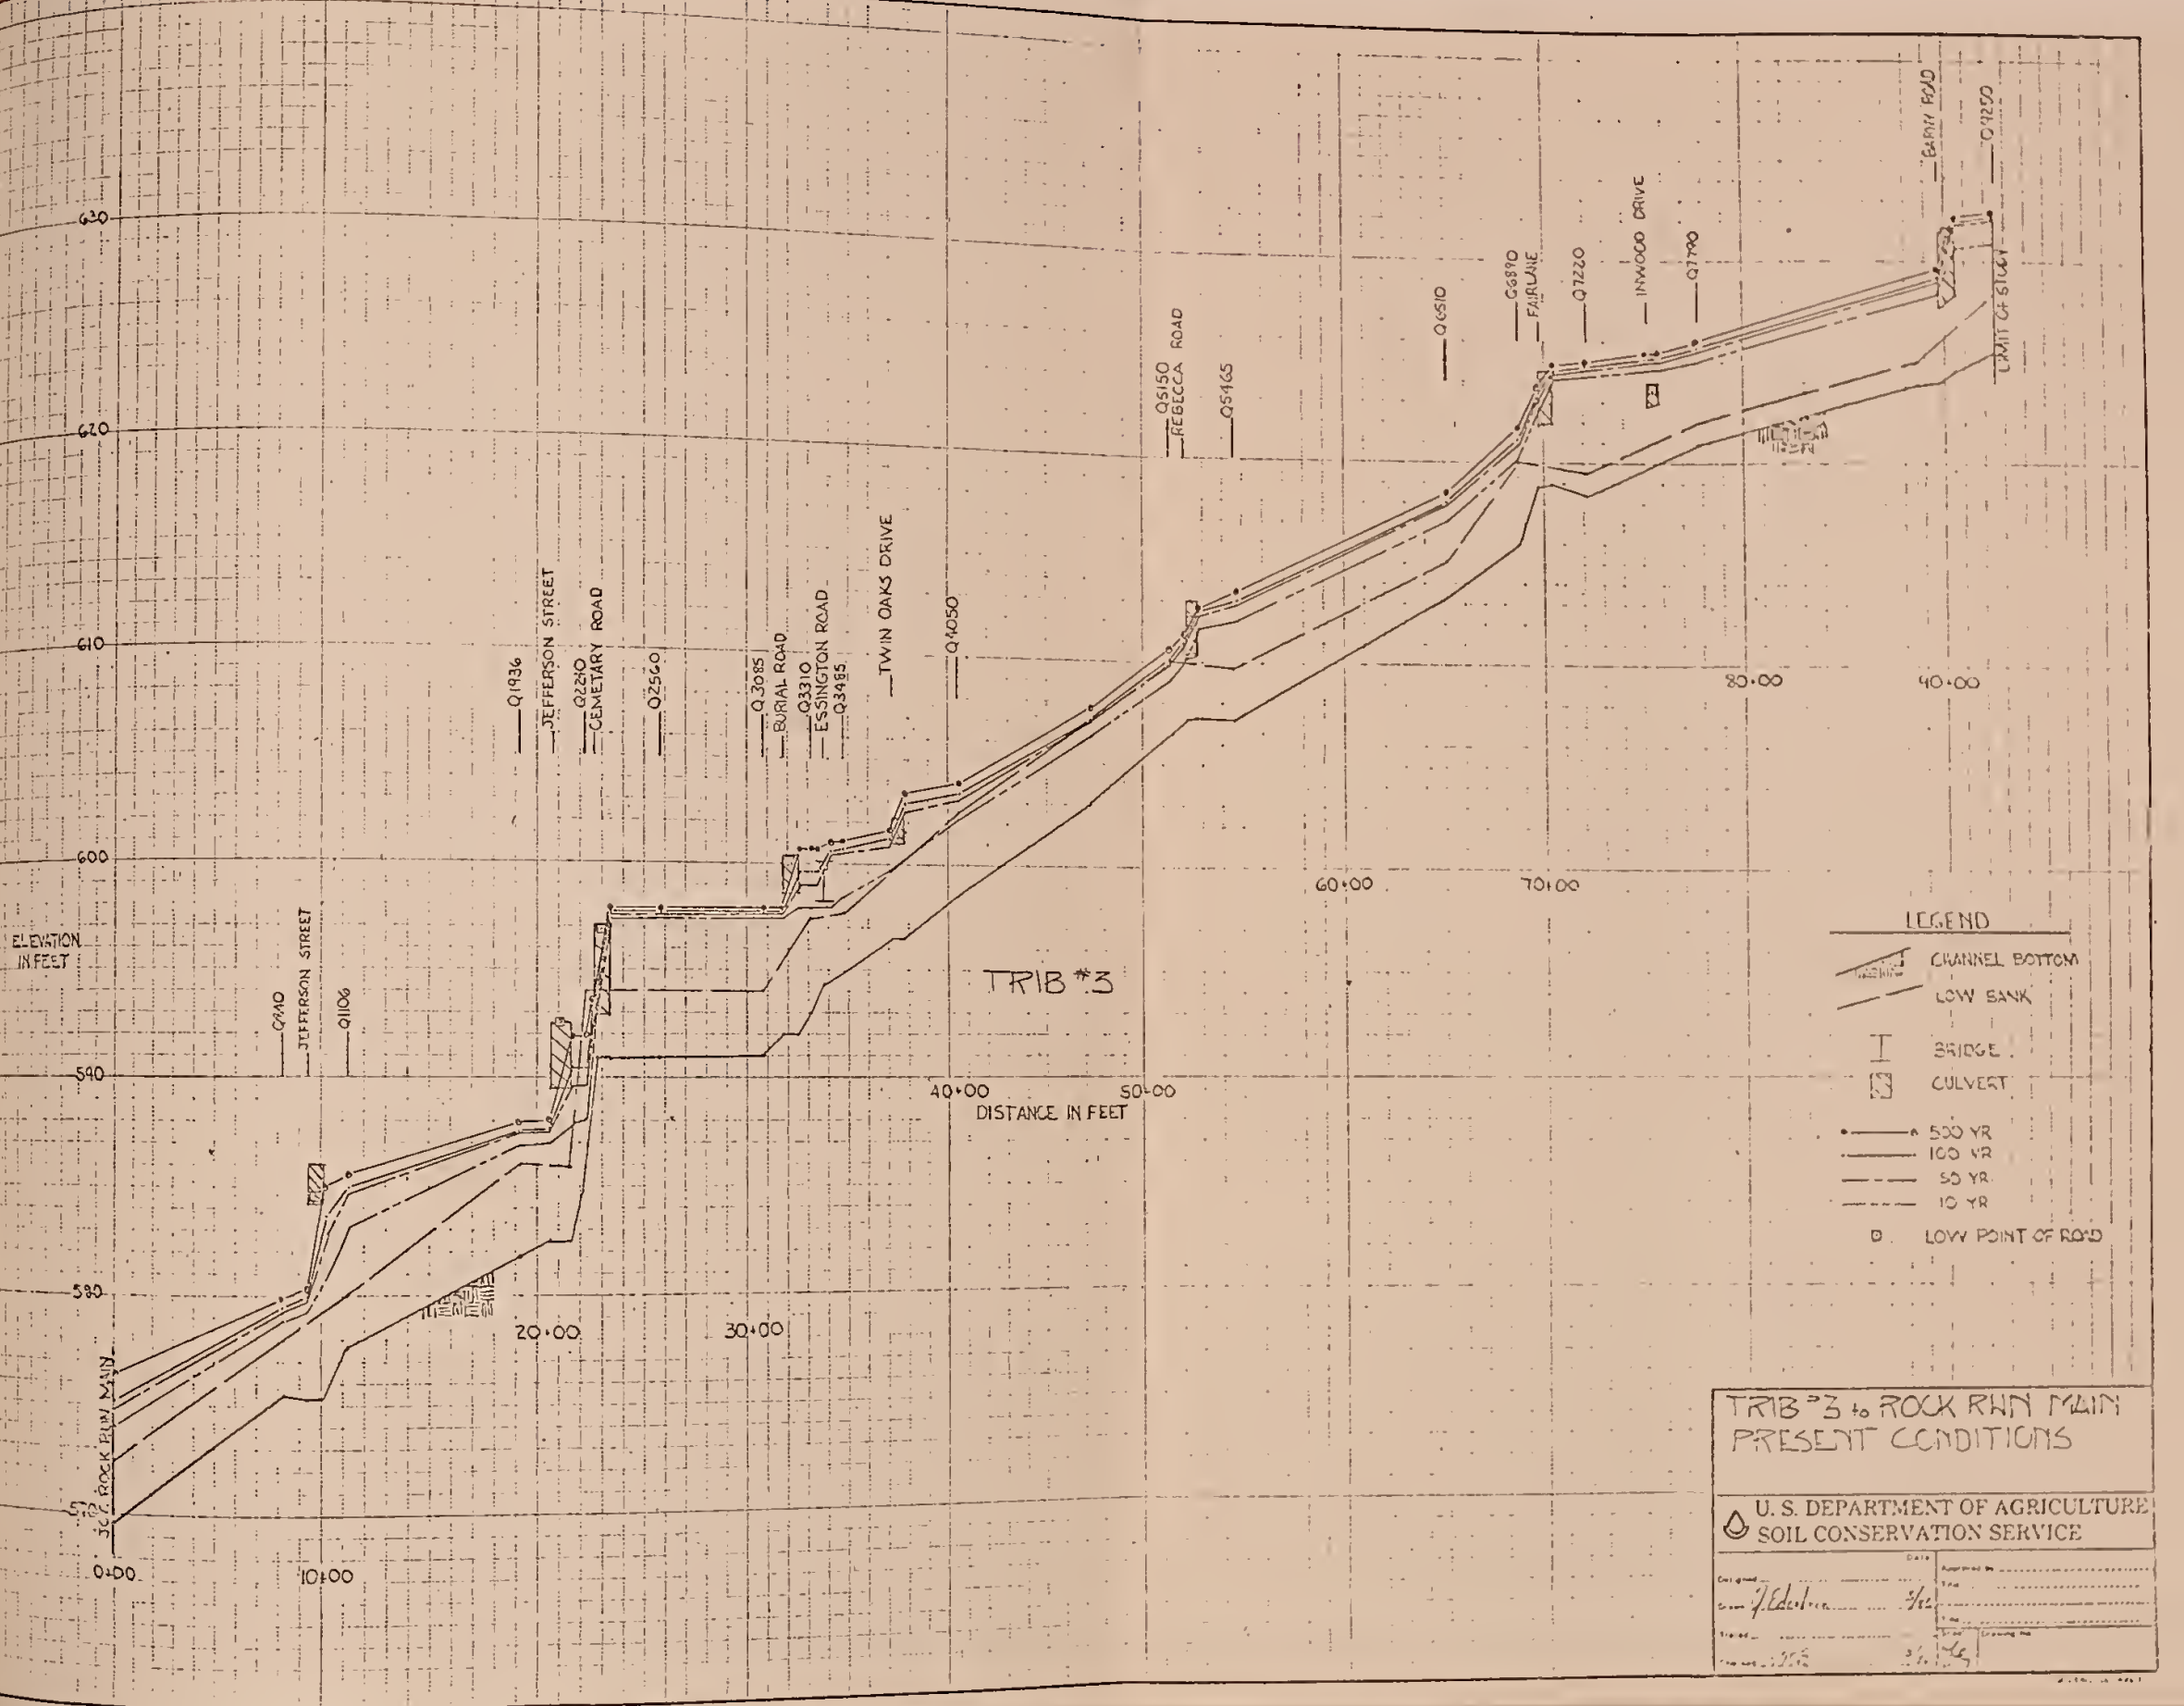 630
620
610
600
590
580
ELEVATION
IN FEET
JCT. ROCK RUN MAIN
0+00
10+00
20+00
30+00
40+00
50+00
60+00
70+00
80+00
40+00
DISTANCE IN FEET
JEFFERSON STREET
Q1106
Q1936
JEFFERSON STREET
Q2240
CEMETARY ROAD
Q2560
Q3085
BURIAL ROAD
Q3310
ESSINGTON ROAD
Q3485
TWIN OAKS DRIVE
Q4050
Q5150
REBECCA ROAD
Q5465
Q6510
Q6890
FAIRLANE
Q7220
INWOOD DRIVE
Q7790
ROAD
Q9250
LIMIT OF STUDY
TRIB #3
LEGEND
CHANNEL BOTTOM
LOW BANK
BRIDGE
CULVERT
500 YR
100 YR
50 YR
10 YR
LOW POINT OF ROAD
TRIB #3 to ROCK RUN MAIN
PRESENT CONDITIONS
U. S. DEPARTMENT OF AGRICULTURE
SOIL CONSERVATION SERVICE
Date